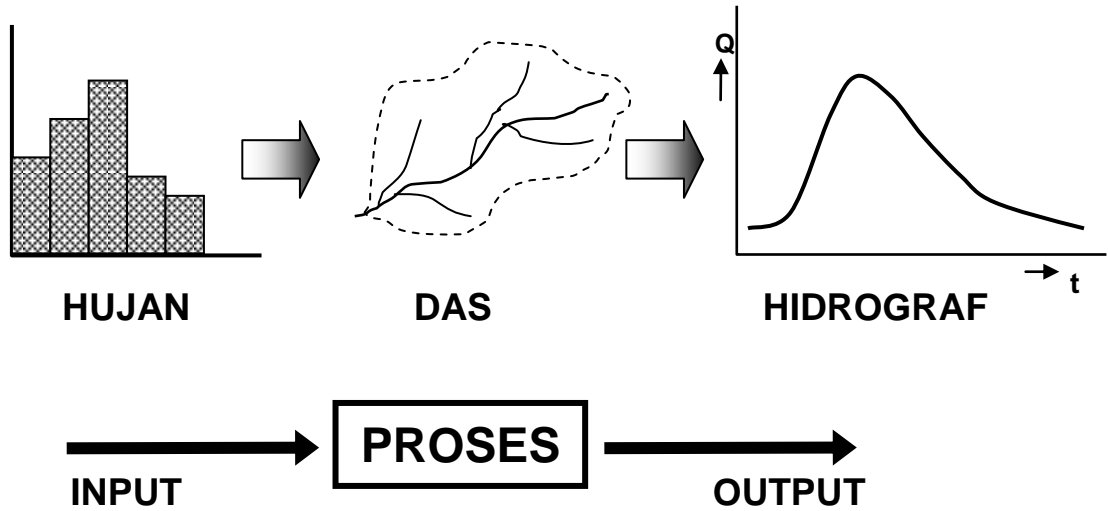 Q
t
HUJAN
DAS
HIDROGRAF
PROSES
INPUT
OUTPUT